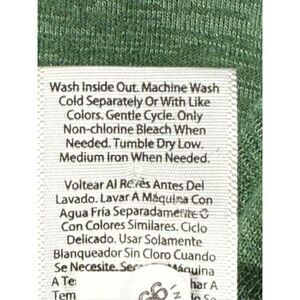 Wash Inside Out. Machine Wash
Cold Separately Or With Like
Colors. Gentle Cycle. Only
Non-chlorine Bleach When
Needed. Tumble Dry Low.
Medium Iron When Needed.
Voltear Al Revés Antes Del
Lavado. Lavar A Máquina Con
Agua Fría Separadamente O
Con Colores Similares. Ciclo
Delicado. Usar Solamente
Blanqueador Sin Cloro Cuando
Se Necesite.
A